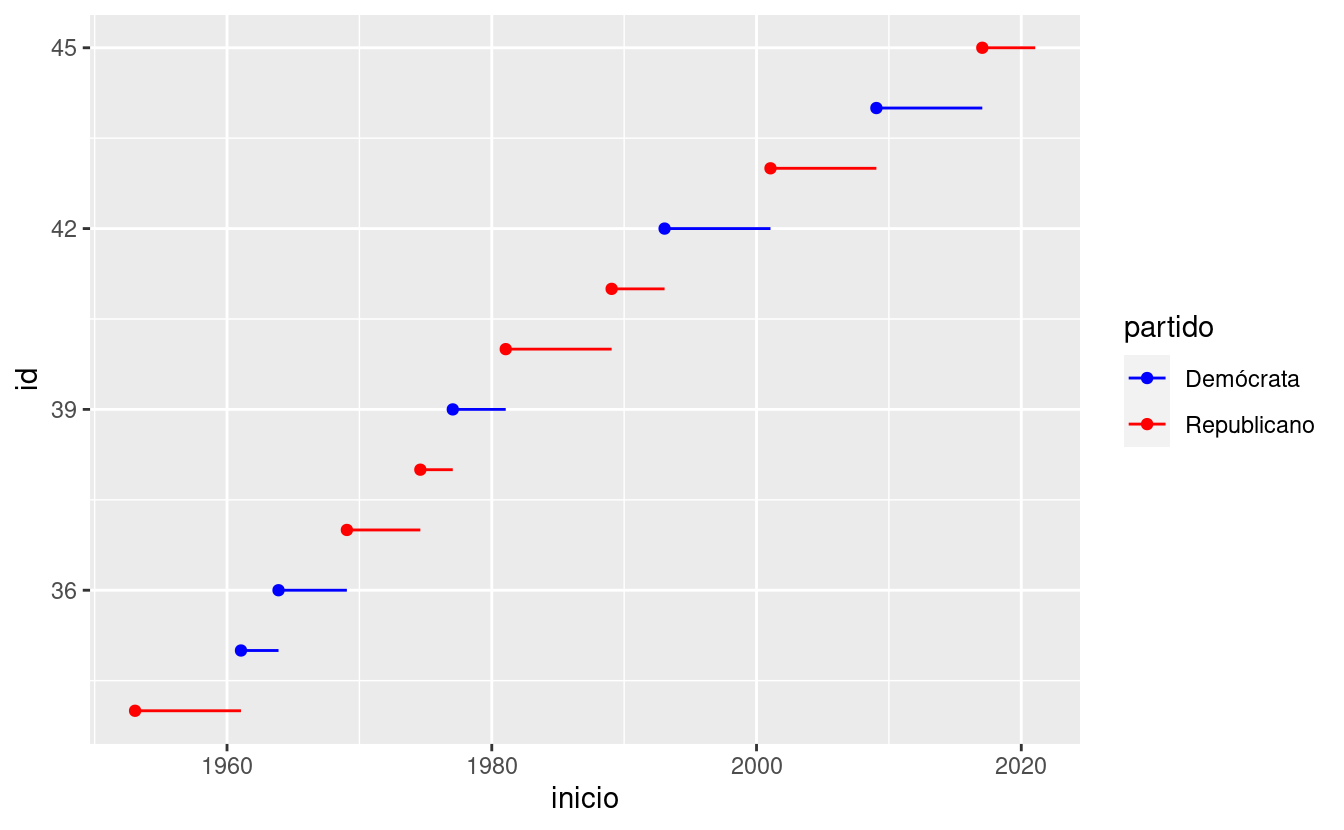 45
42
39
36
id
1960
1980
2000
2020
inicio
partido
Demócrata
Republicano